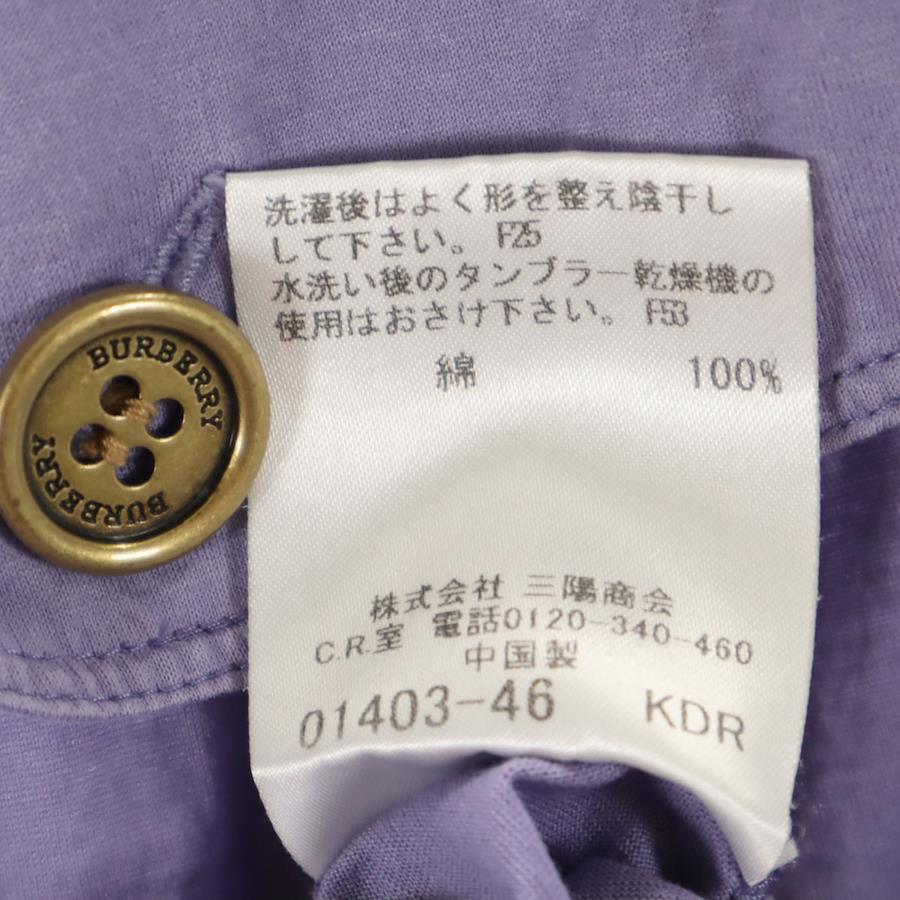 洗濯後はよく形を整え陰干し
して下さい。 F25
水洗い後のタンブラー乾燥機の
使用はおさけ下さい。 F53
綿 100%
BURBERRY
BURBERRY
株式会社 三陽商会
C.R.室 電話0120-340-460
中国製
01403-46 KDR